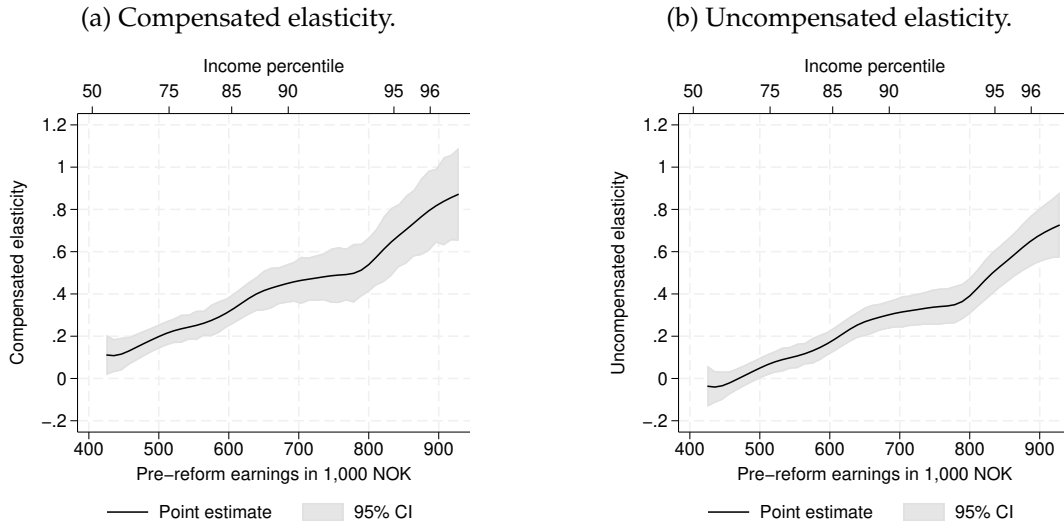 (a) Compensated elasticity.
Income percentile
50 75 85 90 95 96
1.2
1
.8
.6
.4
.2
0
−.2
Compensated elasticity
400 500 600 700 800 900
Pre−reform earnings in 1,000 NOK
Point estimate 95% CI
(b) Uncompensated elasticity.
Income percentile
50 75 85 90 95 96
1.2
1
.8
.6
.4
.2
0
−.2
Uncompensated elasticity
400 500 600 700 800 900
Pre−reform earnings in 1,000 NOK
Point estimate 95% CI